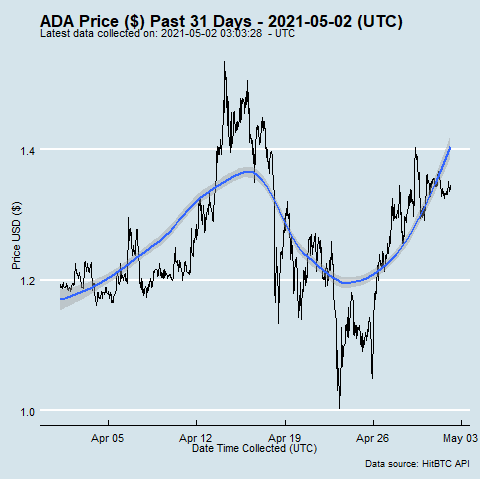 ADA Price ($) Past 31 Days - 2021-05-02 (UTC)
Latest data collected on: 2021-05-02 03:03:28 - UTC
Price USD ($)
1.4
1.2
1.0
Apr 05 Apr 12 Apr 19 Apr 26 May 03
Date Time Collected (UTC)
Data source: HitBTC API